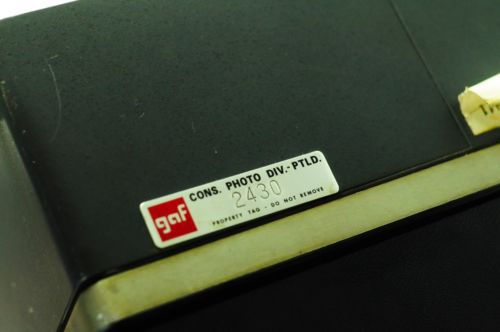 gaf
CONS. PHOTO DIV.-PTLD.
2430
PROPERTY TAG - DO NOT REMOVE